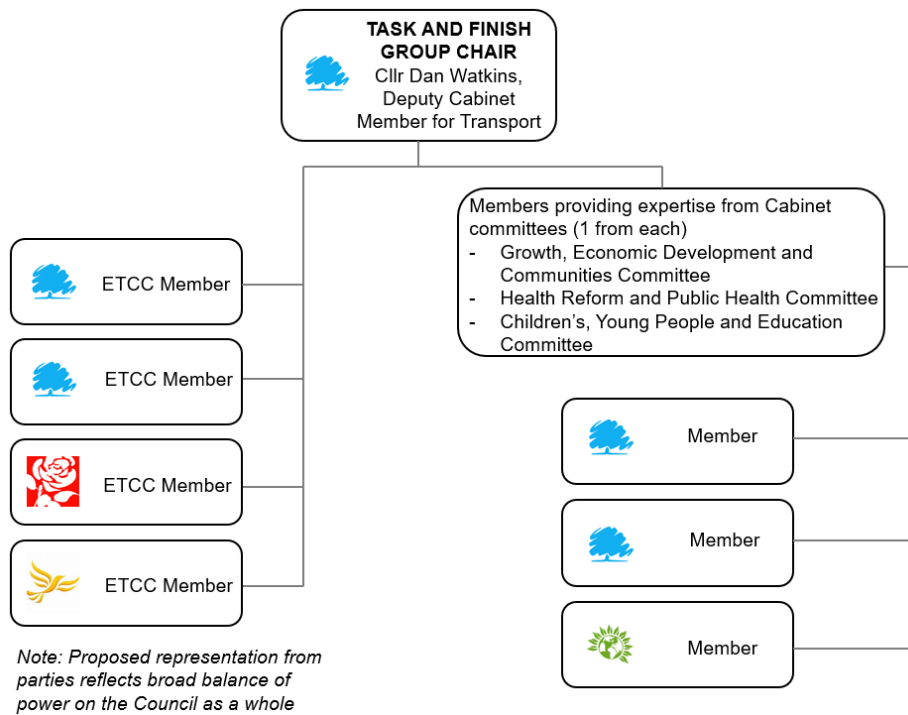 TASK AND FINISH
GROUP CHAIR
Cllr Dan Watkins,
Deputy Cabinet
Member for Transport
Members providing expertise from Cabinet
committees (1 from each)
- Growth, Economic Development and
Communities Committee
- Health Reform and Public Health Committee
- Children’s, Young People and Education
Committee
ETCC Member
ETCC Member
ETCC Member
ETCC Member
Note: Proposed representation from
parties reflects broad balance of
power on the Council as a whole
Member
Member
Member